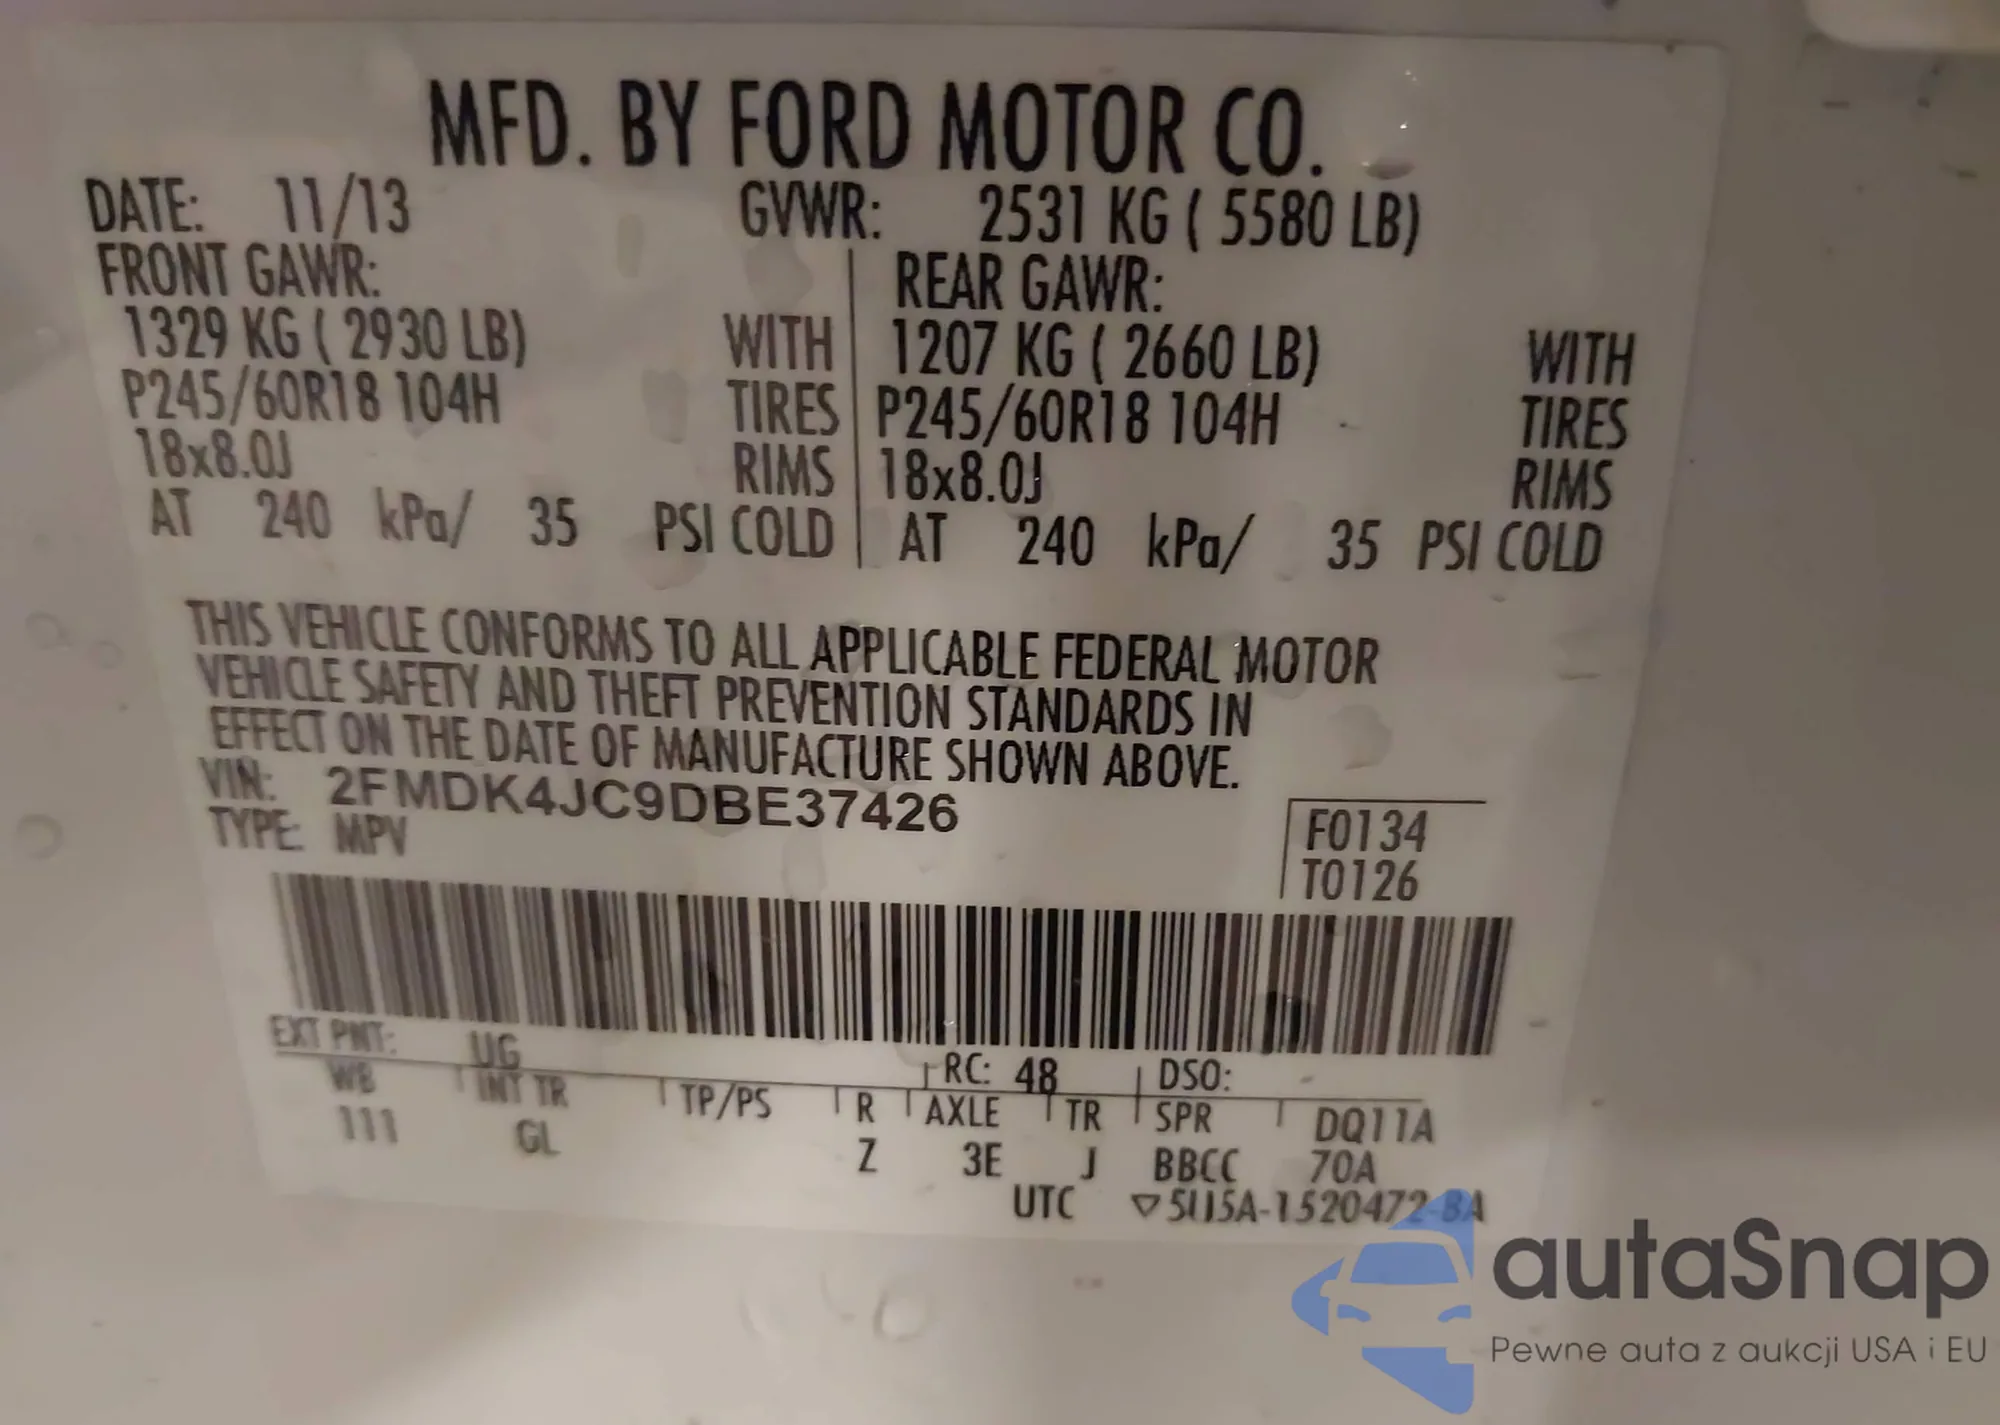 MFD. BY FORD MOTOR CO.
DATE: 11/13 GVWR: 2531 KG ( 5580 LB)
FRONT GAWR: REAR GAWR:
1329 KG ( 2930 LB) WITH 1207 KG ( 2660 LB) WITH
P245/60R18 104H TIRES P245/60R18 104H TIRES
18x8.0J RIMS 18x8.0J RIMS
AT 240 kPa/ 35 PSI COLD AT 240 kPa/ 35 PSI COLD
THIS VEHICLE CONFORMS TO ALL APPLICABLE FEDERAL MOTOR
VEHICLE SAFETY AND THEFT PREVENTION STANDARDS IN
EFFECT ON THE DATE OF MANUFACTURE SHOWN ABOVE.
VIN: 2FMDK4JC9DBE37426
TYPE: MPV
F0134
T0126
EXT PNT: UG RC: 48 DSO:
WB INT TR TP/PS R AXLE TR SPR DQ11A
111 GL Z 3E J BBCC 70A
UTC ▽5U5A-1520472-BA
autaSnap
Pewne auta z aukcji USA i EU